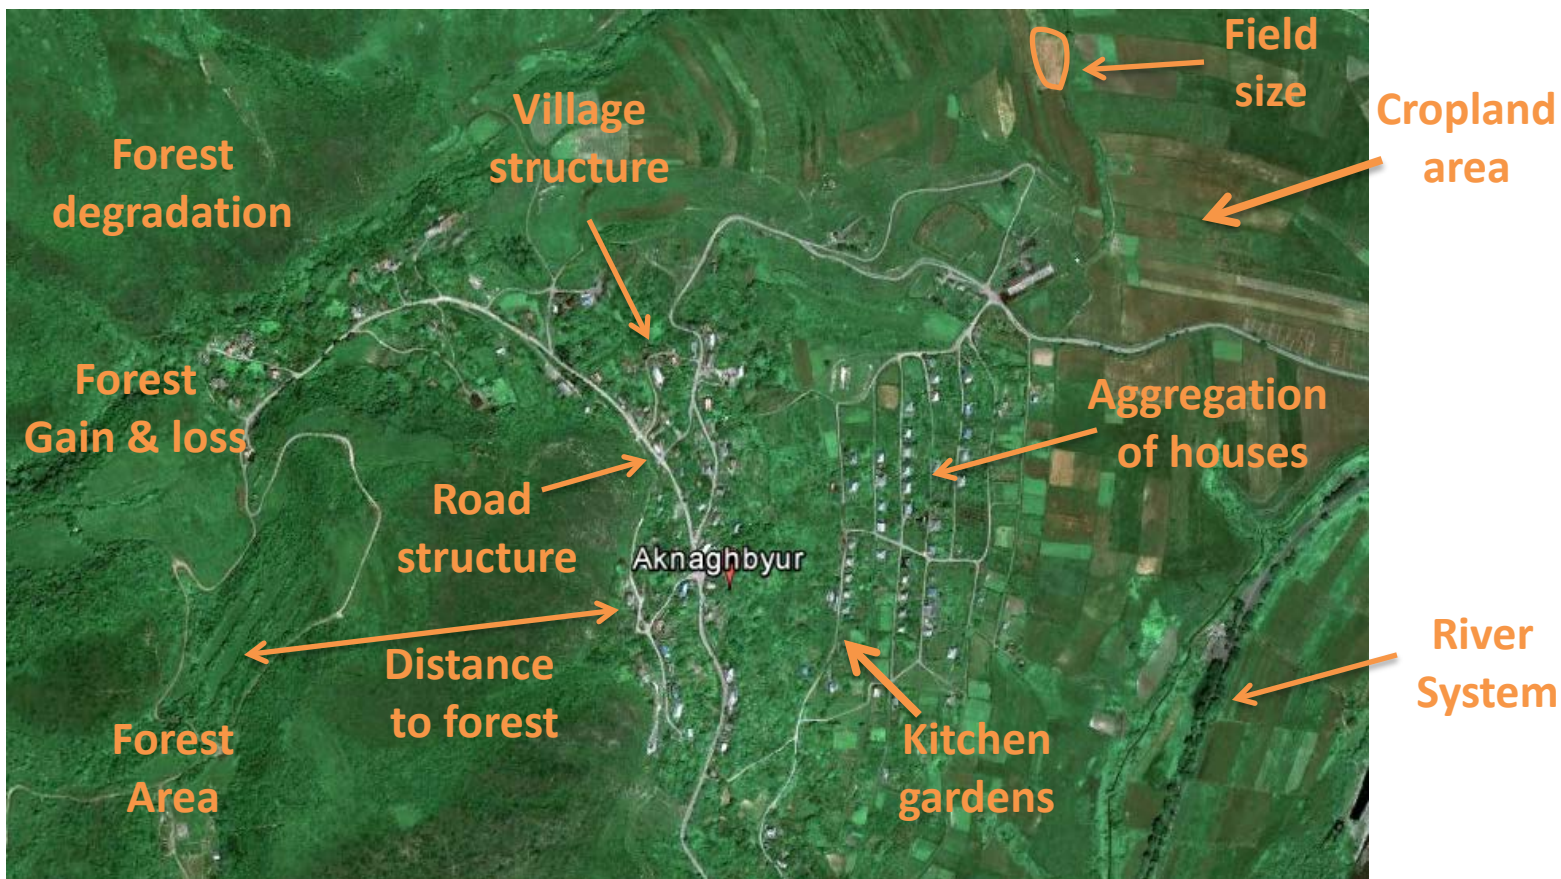 Field
size
Village
structure
Cropland
area
Forest
degradation
Forest
Gain & loss
Aggregation
of houses
Road
structure
Aknaghbyur
Distance
to forest
River
System
Forest
Area
Kitchen
gardens